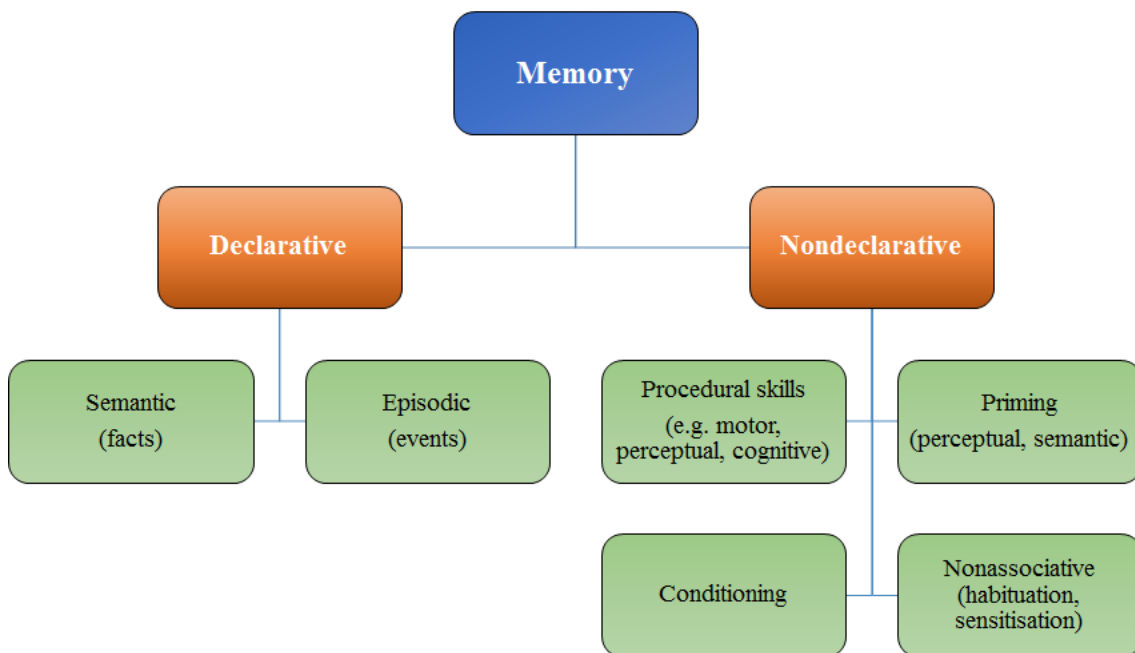 Memory
Declarative
Nondeclarative
Semantic
(facts)
Episodic
(events)
Procedural skills
(e.g. motor,
perceptual, cognitive)
Priming
(perceptual, semantic)
Conditioning
Nonassociative
(habituation,
sensitisation)